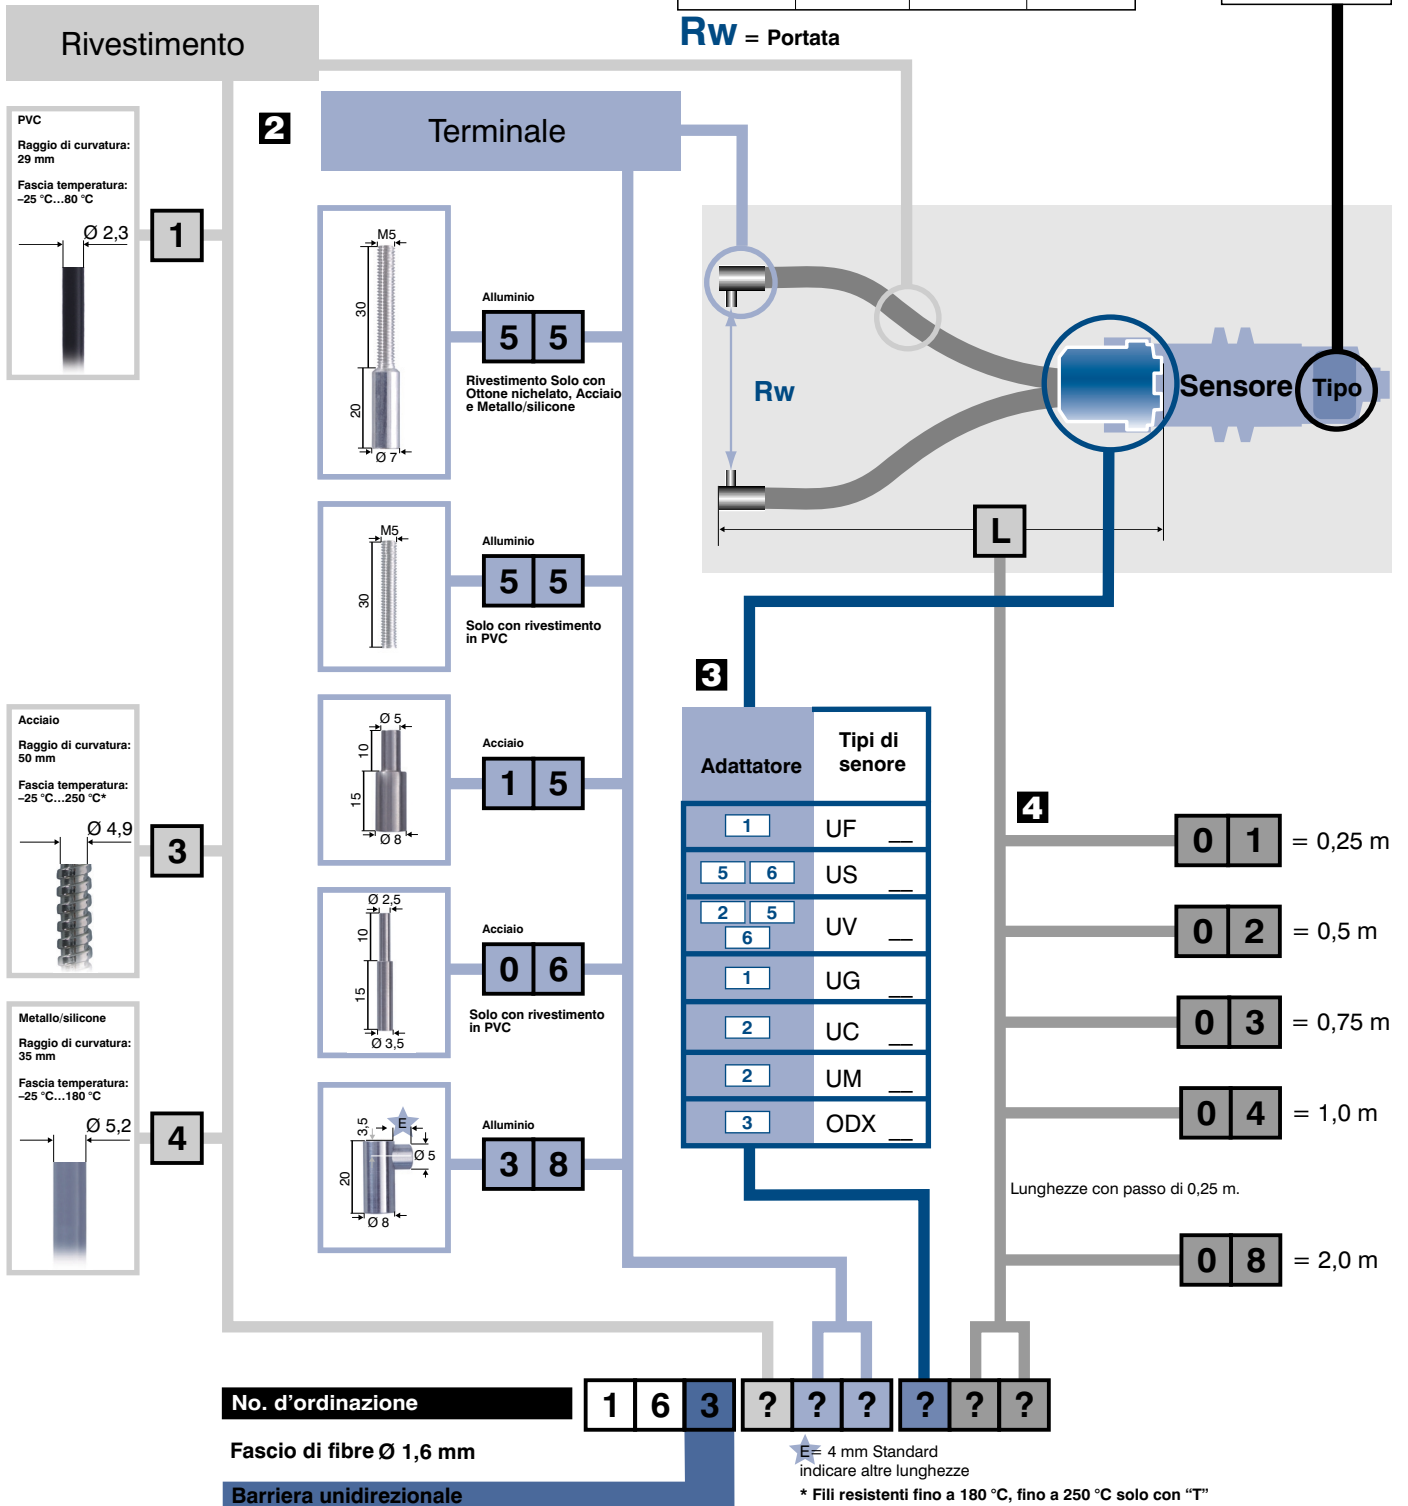 Rw = Portata
Rivestimento
PVC
Raggio di curvatura:
29 mm
Fascia temperatura:
–25 °C...80 °C
Ø 2,3
1
2
Terminale
M5
30
20
Ø 7
Alluminio
5 5
Rivestimento Solo con
Ottone nichelato, Acciaio
e Metallo/silicone
M5
30
Alluminio
5 5
Solo con rivestimento
in PVC
Rw
Sensore
Tipo
L
Acciaio
Raggio di curvatura:
50 mm
Fascia temperatura:
–25 °C...250 °C*
Ø 4,9
3
Ø 5
10
15
Ø 8
Acciaio
1 5
Ø 2,5
10
15
Ø 3,5
Acciaio
0 6
Solo con rivestimento
in PVC
Metallo/silicone
Raggio di curvatura:
35 mm
Fascia temperatura:
–25 °C...180 °C
Ø 5,2
4
3,5
E
Ø 5
20
Ø 8
Alluminio
3 8
3
Adattatore
Tipi di
senore
1 UF __
5 6 US __
2 5
6 UV __
1 UG __
2 UC __
2 UM __
3 ODX __
4
0 1 = 0,25 m
0 2 = 0,5 m
0 3 = 0,75 m
0 4 = 1,0 m
Lunghezze con passo di 0,25 m.
0 8 = 2,0 m
No. d'ordinazione
1 6 3 ? ? ? ? ? ?
Fascio di fibre Ø 1,6 mm
Barriera unidirezionale
E= 4 mm Standard
indicare altre lunghezze
* Fili resistenti fino a 180 °C, fino a 250 °C solo con “T”